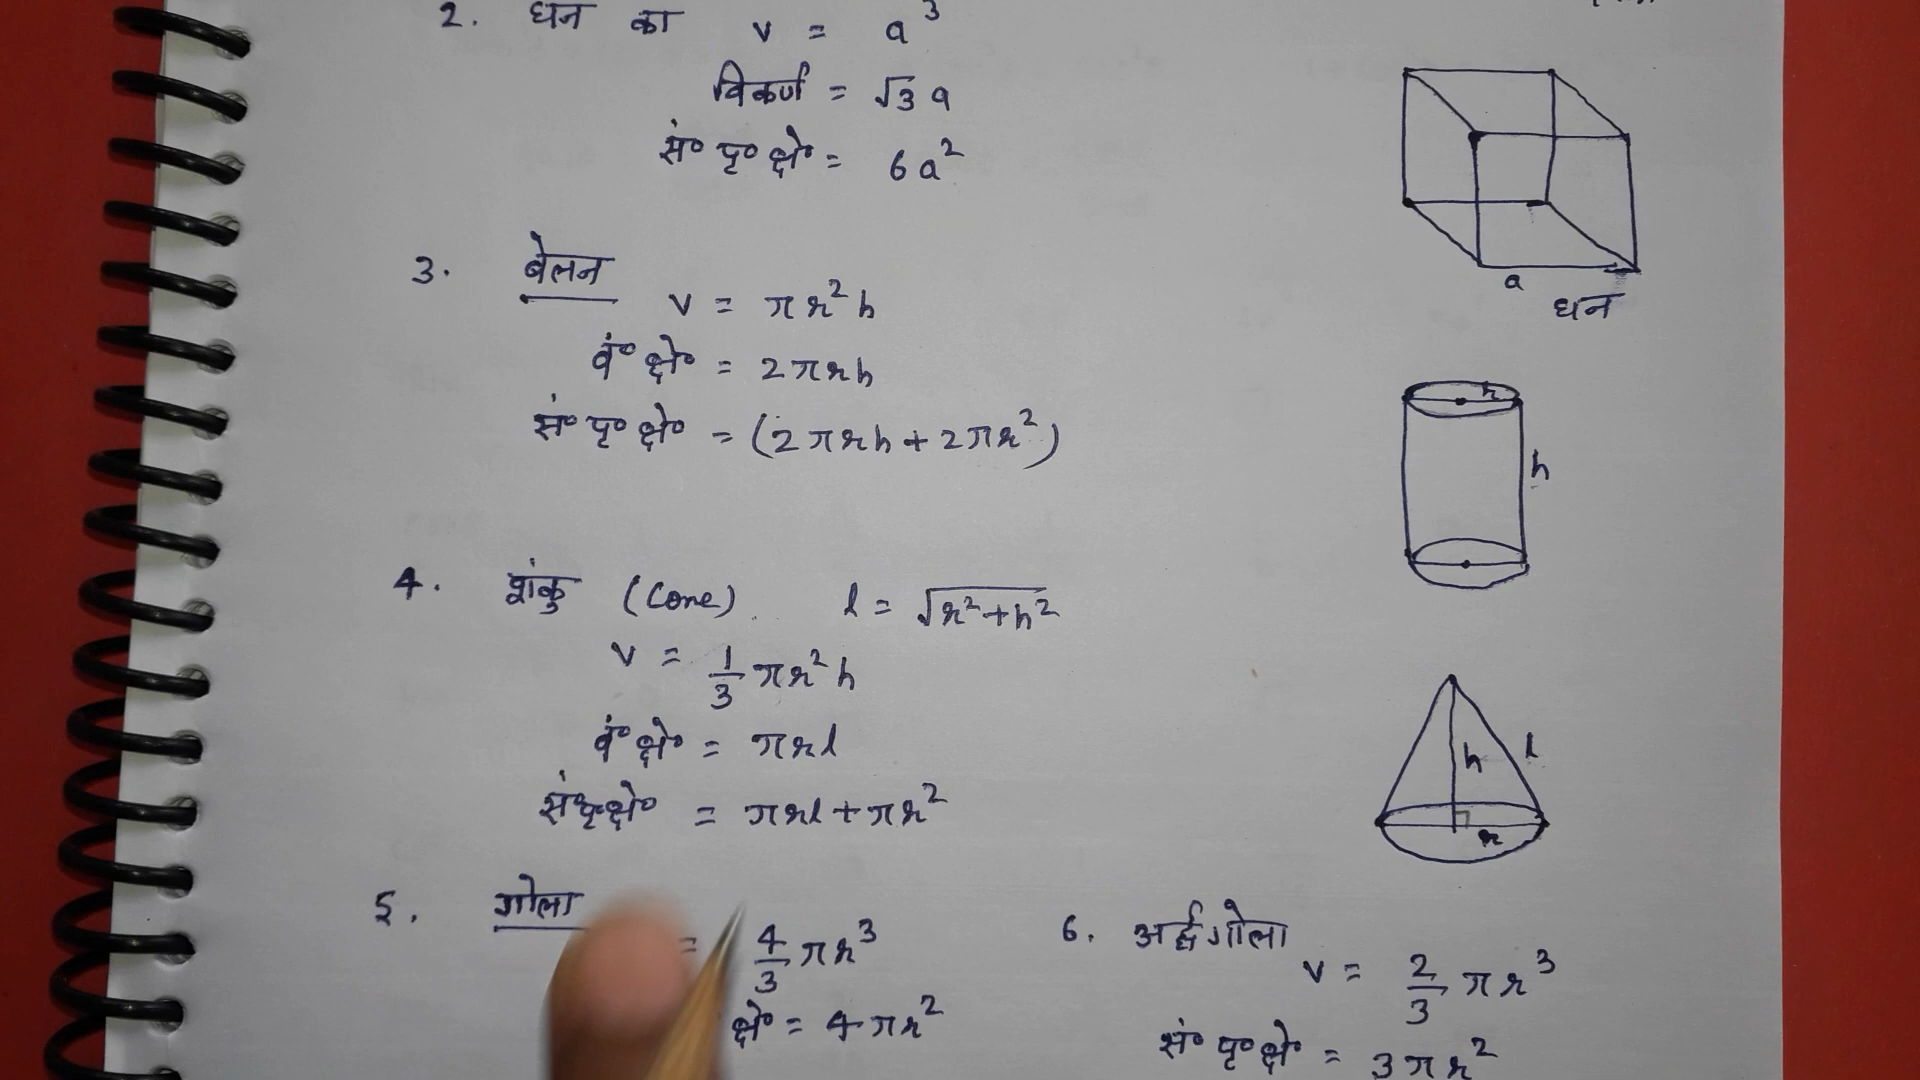 2. घन का v = a³
विकर्ण = √3 a
सं० पृ० क्षे० = 6a²
a
घन
3. बेलन
v = πr²h
वं० क्षे० = 2πrh
सं० पृ० क्षे० = (2πrh + 2πr²)
r
h
4. शंकु (Cone). l = √r²+h²
v = 1/3 πr²h
वं० क्षे० = πrl
सं०पृ०क्षे० = πrl + πr²
h
l
r
5. गोला
= 4/3 πr³
क्षे० = 4πr²
6. अर्द्धगोला
v = 2/3 πr³
सं० पृ० क्षे० = 3πr²